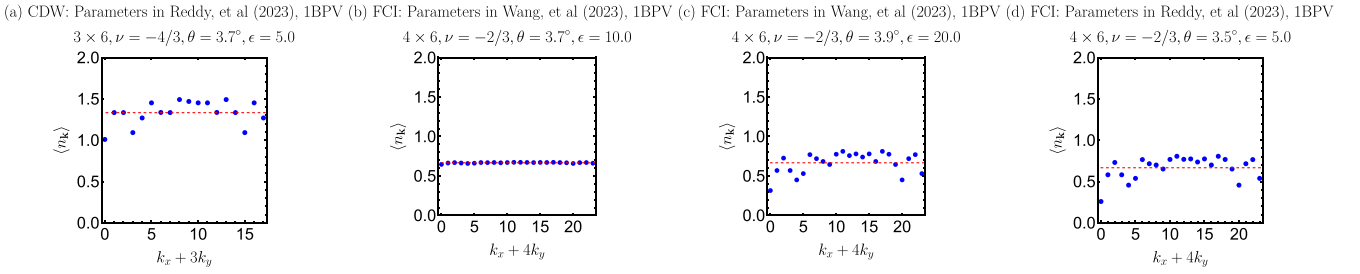 (a) CDW: Parameters in Reddy, et al (2023), 1BPV
3 × 6, ν = −4/3, θ = 3.7°, ϵ = 5.0
2.0
1.5
1.0
0.5
0.0
⟨n_k⟩
0 5 10 15
k_x + 3k_y
(b) FCI: Parameters in Wang, et al (2023), 1BPV
4 × 6, ν = −2/3, θ = 3.7°, ϵ = 10.0
2.0
1.5
1.0
0.5
0.0
⟨n_k⟩
0 5 10 15 20
k_x + 4k_y
(c) FCI: Parameters in Wang, et al (2023), 1BPV
4 × 6, ν = −2/3, θ = 3.9°, ϵ = 20.0
2.0
1.5
1.0
0.5
0.0
⟨n_k⟩
0 5 10 15 20
k_x + 4k_y
(d) FCI: Parameters in Reddy, et al (2023), 1BPV
4 × 6, ν = −2/3, θ = 3.5°, ϵ = 5.0
2.0
1.5
1.0
0.5
0.0
⟨n_k⟩
0 5 10 15 20
k_x + 4k_y